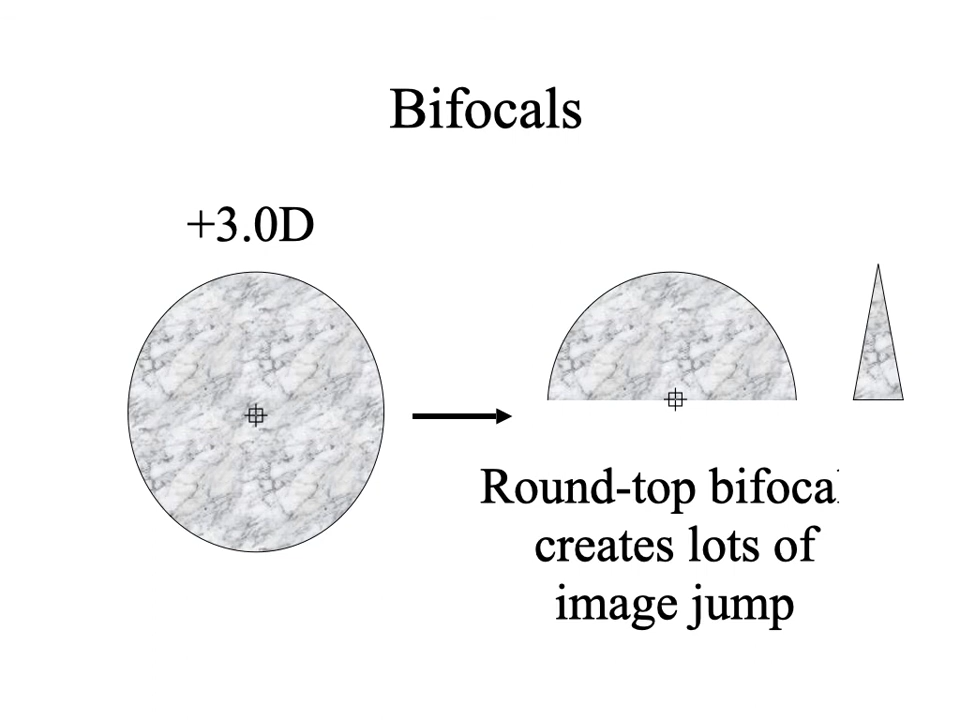 Bifocals
+3.0D
Round-top bifocal
creates lots of
image jump